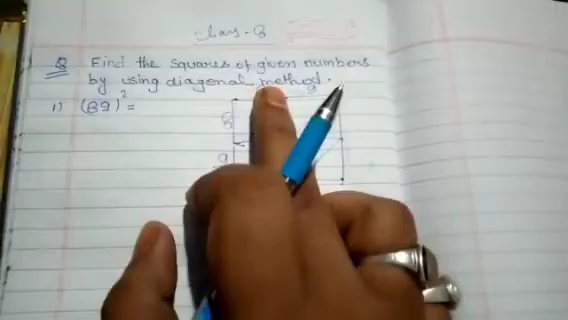 Class - 8
Q Find the squares of given numbers
by using diagonal method.
1) (89)² =
8
9